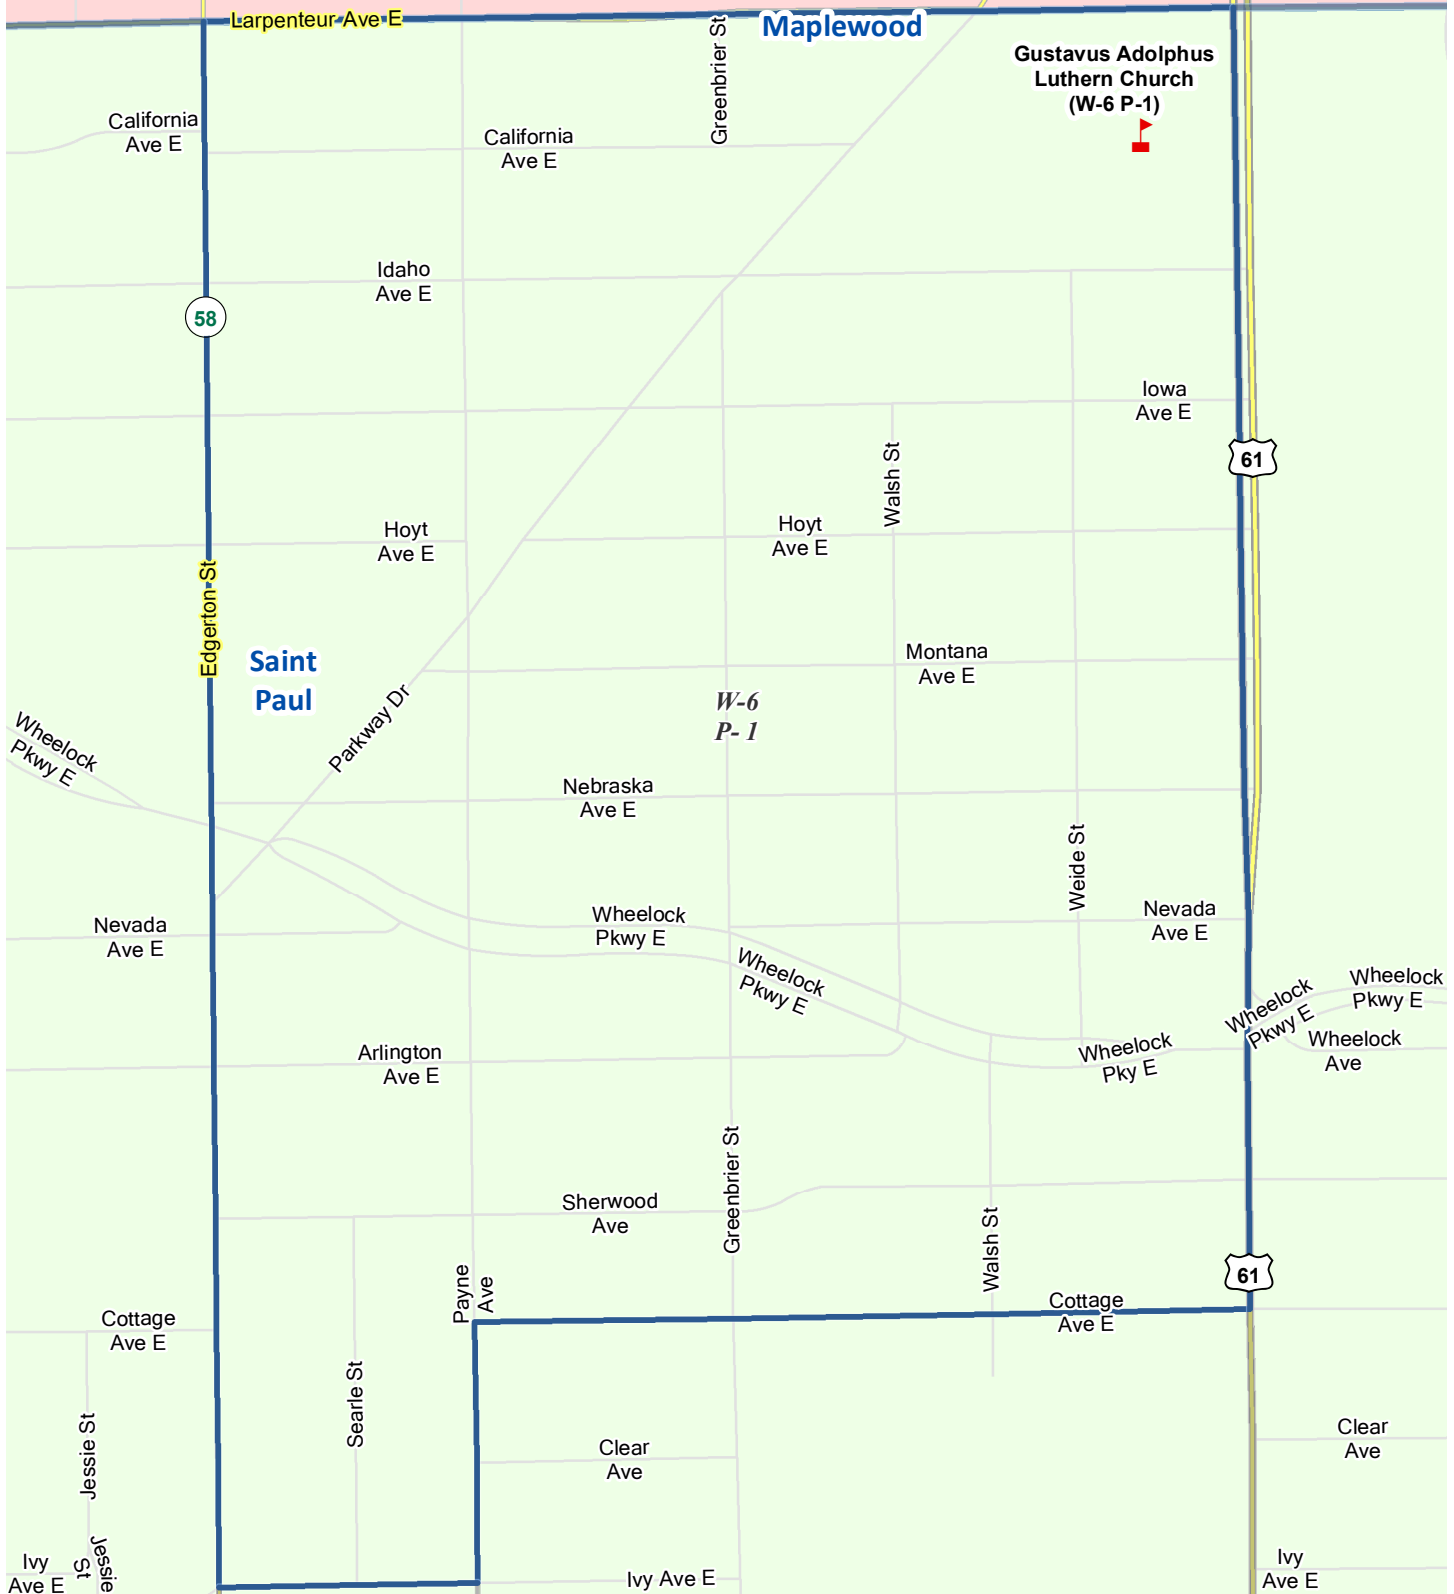 Larpenteur Ave E
Maplewood
Greenbrier St
Gustavus Adolphus
Luthern Church
(W-6 P-1)
California
Ave E
California
Ave E
Idaho
Ave E
58
Iowa
Ave E
61
Walsh St
Hoyt
Ave E
Hoyt
Ave E
Edgerton St
Saint
Paul
Montana
Ave E
Parkway Dr
W-6
P- 1
Wheelock
Pkwy E
Nebraska
Ave E
Weide St
Nevada
Ave E
Wheelock
Pkwy E
Nevada
Ave E
Wheelock
Pkwy E
Wheelock
Pkwy E
Wheelock
Pkwy E
Wheelock
Ave
Arlington
Ave E
Wheelock
Pky E
Greenbrier St
Sherwood
Ave
Walsh St
Payne
Ave
61
Cottage
Ave E
Cottage
Ave E
Searle St
Jessie St
Clear
Ave
Clear
Ave
Jessie
St
Ivy
Ave E
Ivy Ave E
Ivy
Ave E